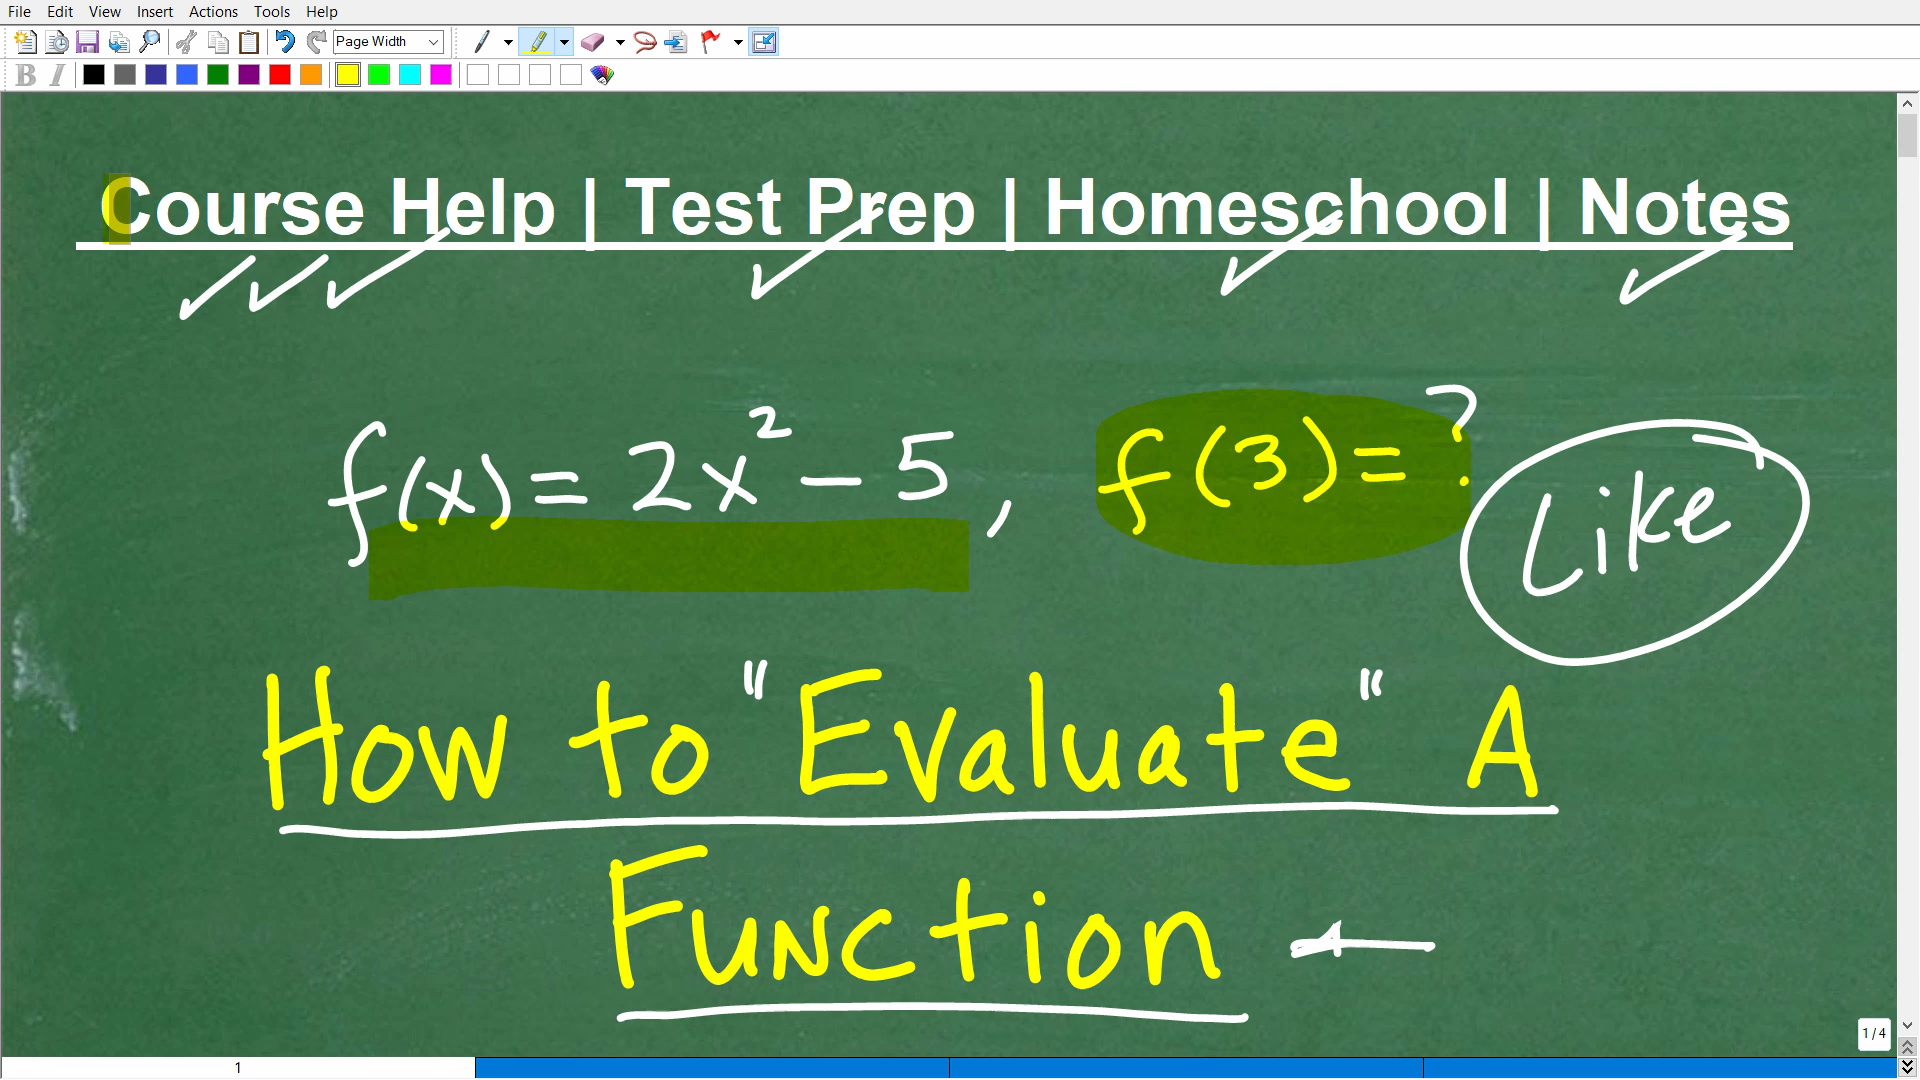 File Edit View Insert Actions Tools Help
Page Width
B I
Course Help | Test Prep | Homeschool | Notes
f(x) = 2x² - 5, f(3) = ?
Like
How to "Evaluate" A
Function
1 / 4
1